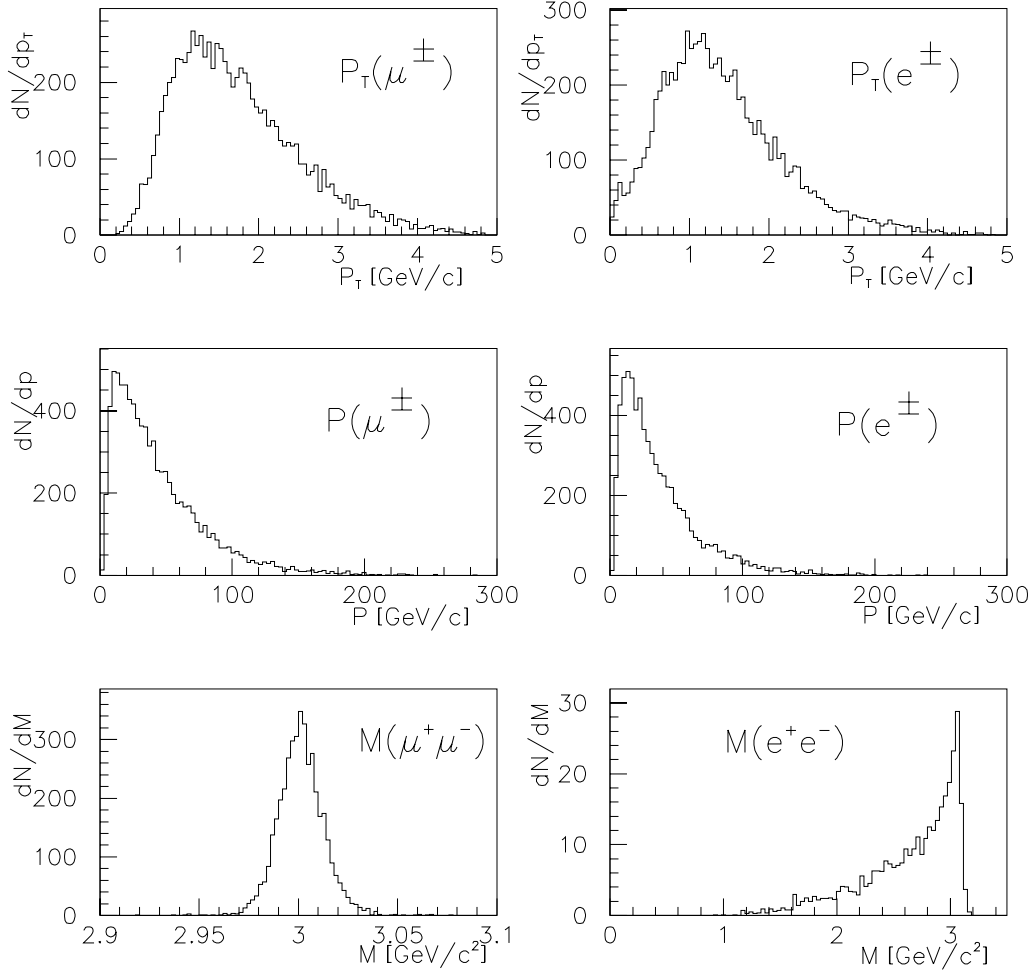 dN/dp_T
200
100
0
P_T(μ^±)
0 1 2 3 4 5
P_T [GeV/c]
dN/dp_T
300
200
100
0
P_T(e^±)
0 1 2 3 4 5
P_T [GeV/c]
dN/dp
400
200
0
P(μ^±)
0 100 200 300
P [GeV/c]
dN/dp
400
200
0
P(e^±)
0 100 200 300
P [GeV/c]
dN/dM
300
200
100
0
M(μ⁺μ⁻)
2.9 2.95 3 3.05 3.1
M [GeV/c²]
dN/dM
30
20
10
0
M(e⁺e⁻)
0 1 2 3
M [GeV/c²]